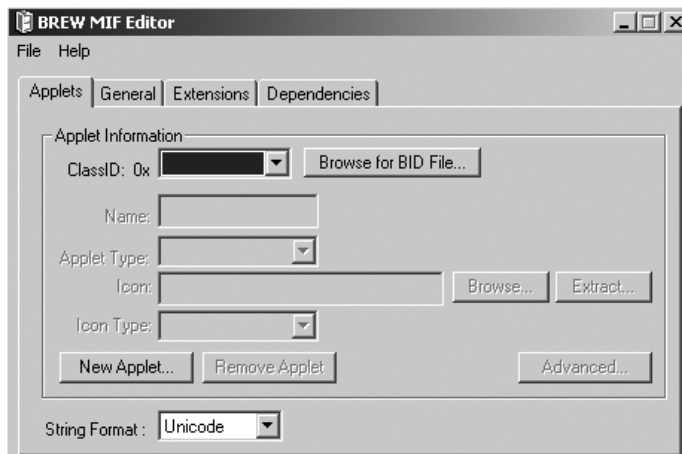 BREW MIF Editor
File Help
Applets General Extensions Dependencies
Applet Information
ClassID: 0x Browse for BID File...
Name:
Applet Type:
Icon: Browse... Extract...
Icon Type:
New Applet... Remove Applet Advanced...
String Format : Unicode